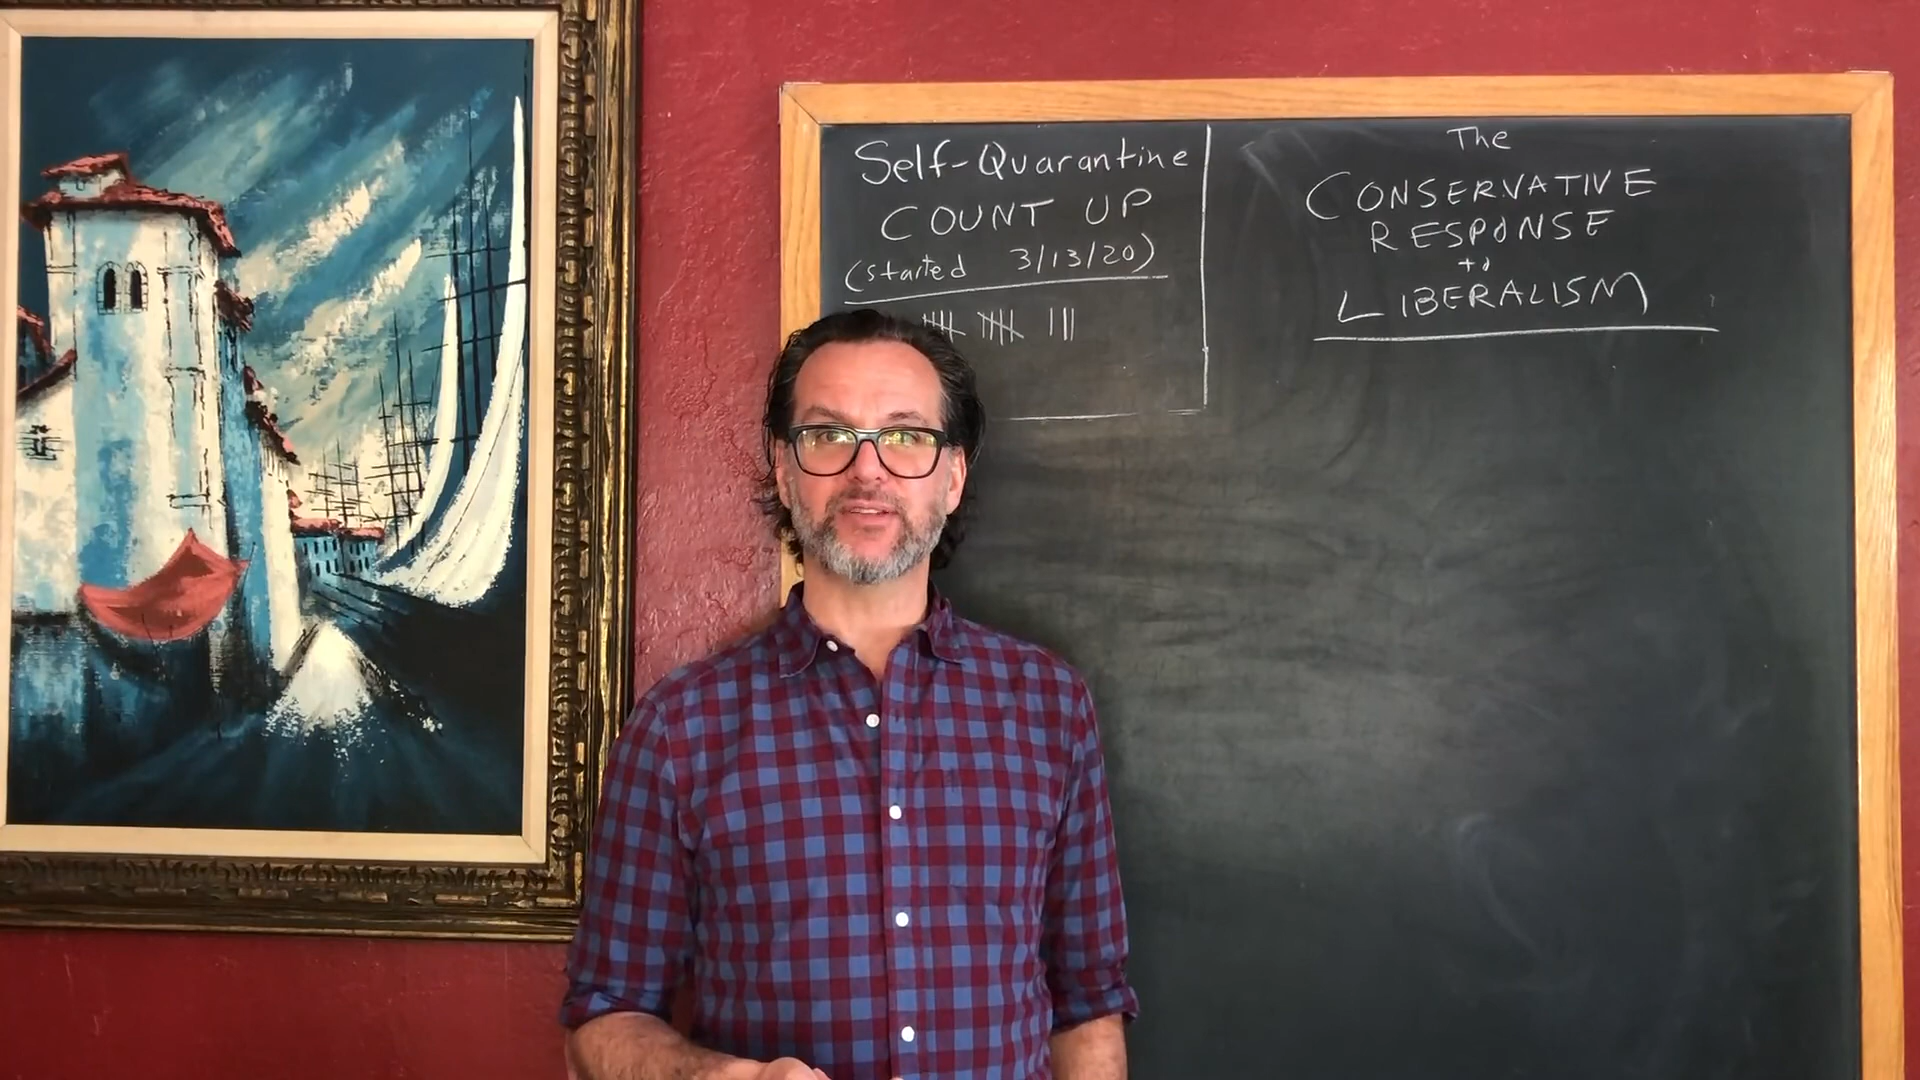 Self-Quarantine
COUNT UP
(started 3/13/20)
The
CONSERVATIVE
RESPONSE
to
LIBERALISM